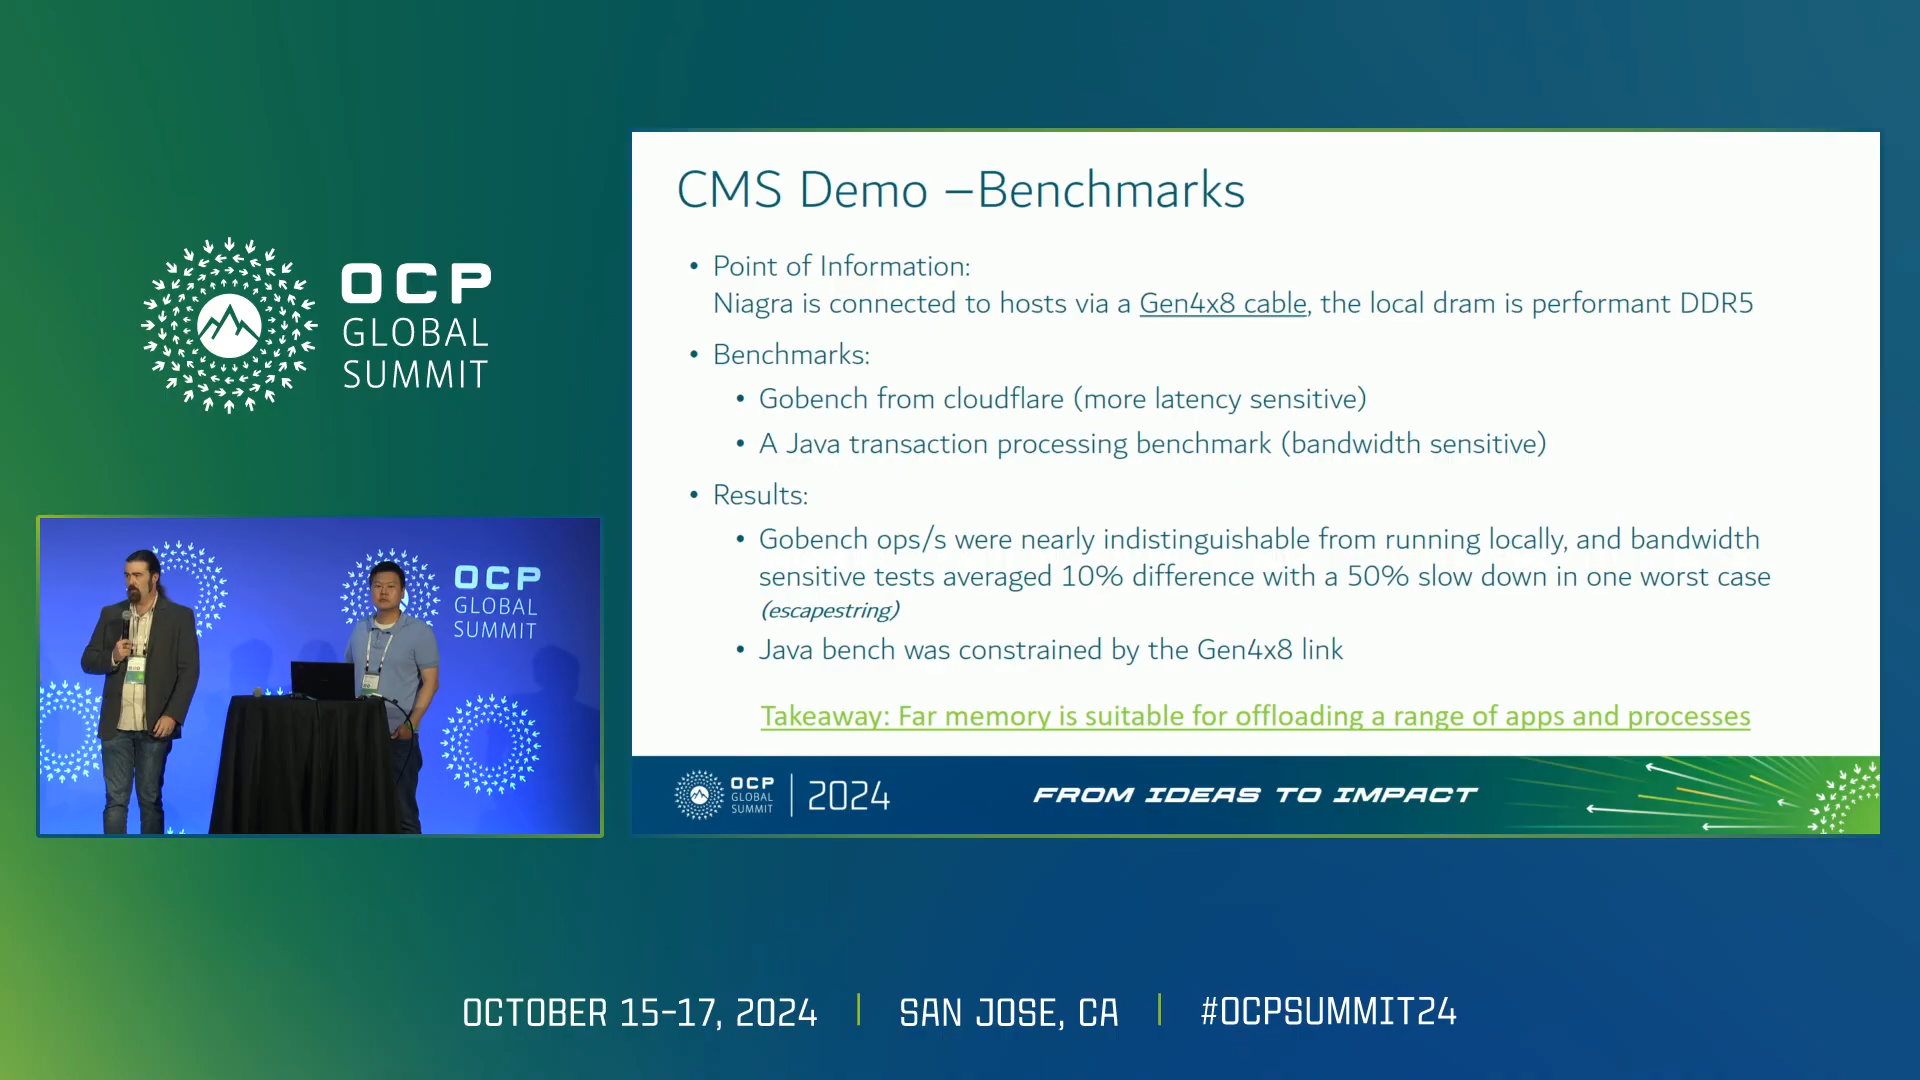 OCP
GLOBAL
SUMMIT
OCP
GLOBAL
SUMMIT
CMS Demo –Benchmarks
• Point of Information:
Niagra is connected to hosts via a Gen4x8 cable, the local dram is performant DDR5
• Benchmarks:
• Gobench from cloudflare (more latency sensitive)
• A Java transaction processing benchmark (bandwidth sensitive)
• Results:
• Gobench ops/s were nearly indistinguishable from running locally, and bandwidth
sensitive tests averaged 10% difference with a 50% slow down in one worst case
(escapestring)
• Java bench was constrained by the Gen4x8 link
Takeaway: Far memory is suitable for offloading a range of apps and processes
OCP
GLOBAL
SUMMIT
2024
FROM IDEAS TO IMPACT
OCTOBER 15-17, 2024 | SAN JOSE, CA | #OCPSUMMIT24